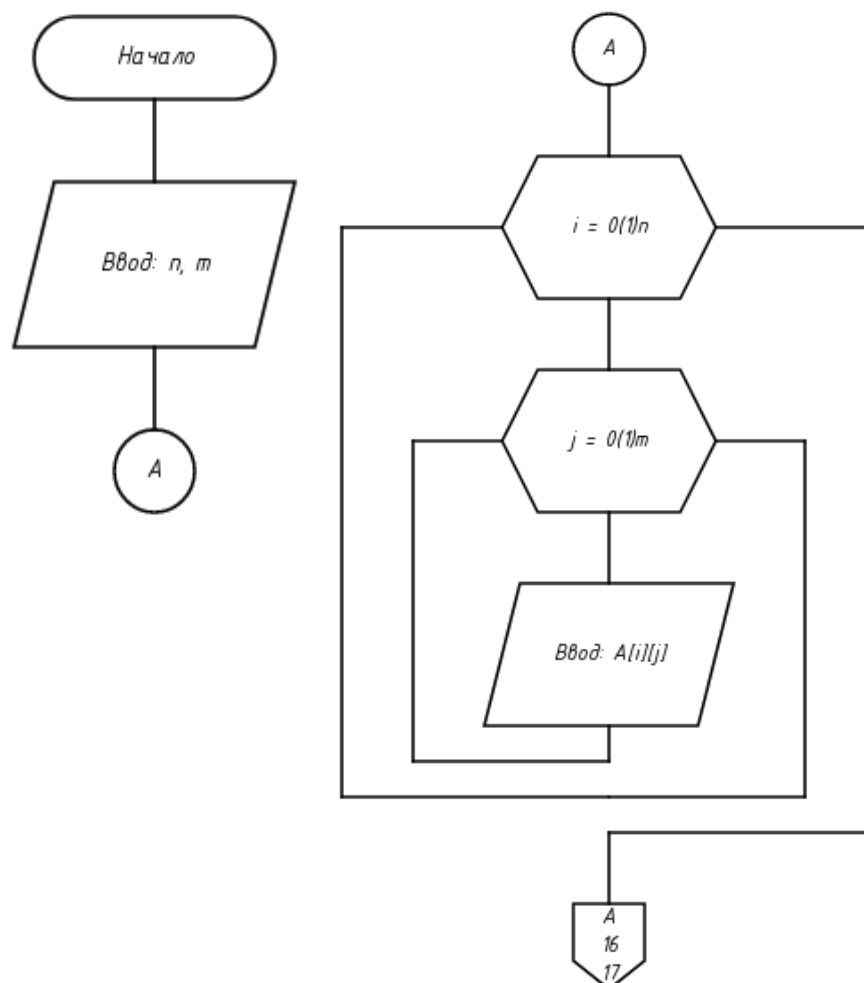 Начало
Ввод: n, m
A
A
i = 0(1)n
j = 0(1)m
Ввод: A[i][j]
A
16
17